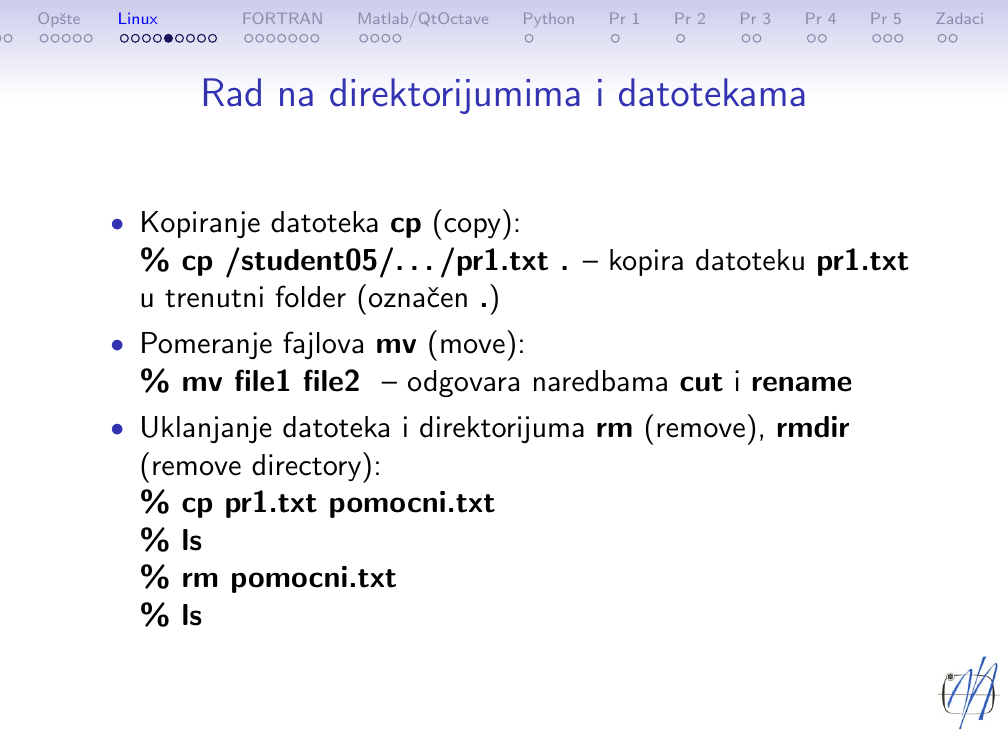 Opšte Linux FORTRAN Matlab/QtOctave Python Pr 1 Pr 2 Pr 3 Pr 4 Pr 5 Zadaci
Rad na direktorijumima i datotekama
• Kopiranje datoteka cp (copy):
% cp /student05/. . . /pr1.txt . – kopira datoteku pr1.txt
u trenutni folder (označen .)
• Pomeranje fajlova mv (move):
% mv file1 file2 – odgovara naredbama cut i rename
• Uklanjanje datoteka i direktorijuma rm (remove), rmdir
(remove directory):
% cp pr1.txt pomocni.txt
% ls
% rm pomocni.txt
% ls